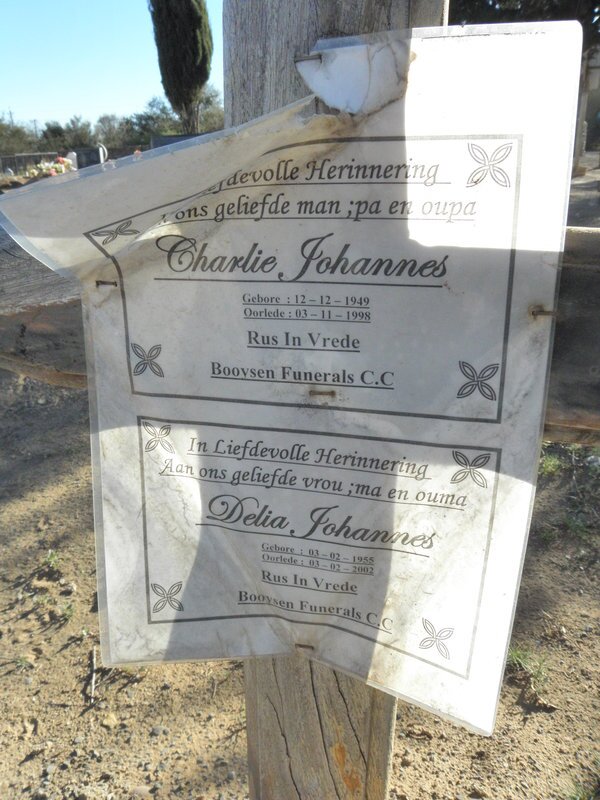 Liefdevolle Herinnering
ons geliefde man ;pa en oupa
Charlie Johannes
Gebore : 12 – 12 – 1949
Oorlede : 03 – 11 – 1998
Rus In Vrede
Booysen Funerals C.C
In Liefdevolle Herinnering
Aan ons geliefde vrou ;ma en ouma
Delia Johannes
Gebore : 03 – 02 – 1955
Oorlede : 03 – 02 – 2002
Rus In Vrede
Booysen Funerals C.C